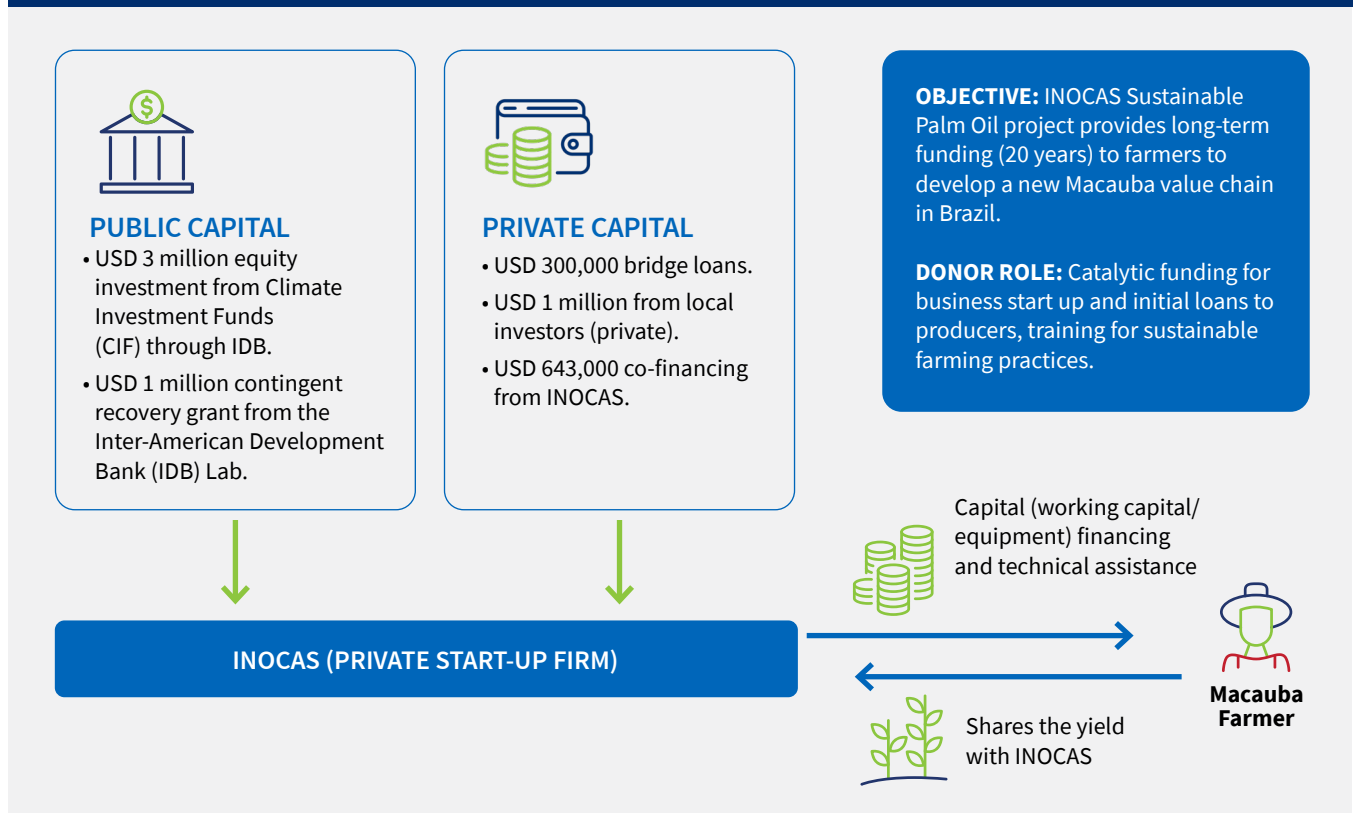 PUBLIC CAPITAL
• USD 3 million equity
investment from Climate
Investment Funds
(CIF) through IDB.
• USD 1 million contingent
recovery grant from the
Inter-American Development
Bank (IDB) Lab.
PRIVATE CAPITAL
• USD 300,000 bridge loans.
• USD 1 million from local
investors (private).
• USD 643,000 co-financing
from INOCAS.
OBJECTIVE: INOCAS Sustainable
Palm Oil project provides long-term
funding (20 years) to farmers to
develop a new Macauba value chain
in Brazil.
DONOR ROLE: Catalytic funding for
business start up and initial loans to
producers, training for sustainable
farming practices.
INOCAS (PRIVATE START-UP FIRM)
Capital (working capital/
equipment) financing
and technical assistance
Macauba
Farmer
Shares the yield
with INOCAS